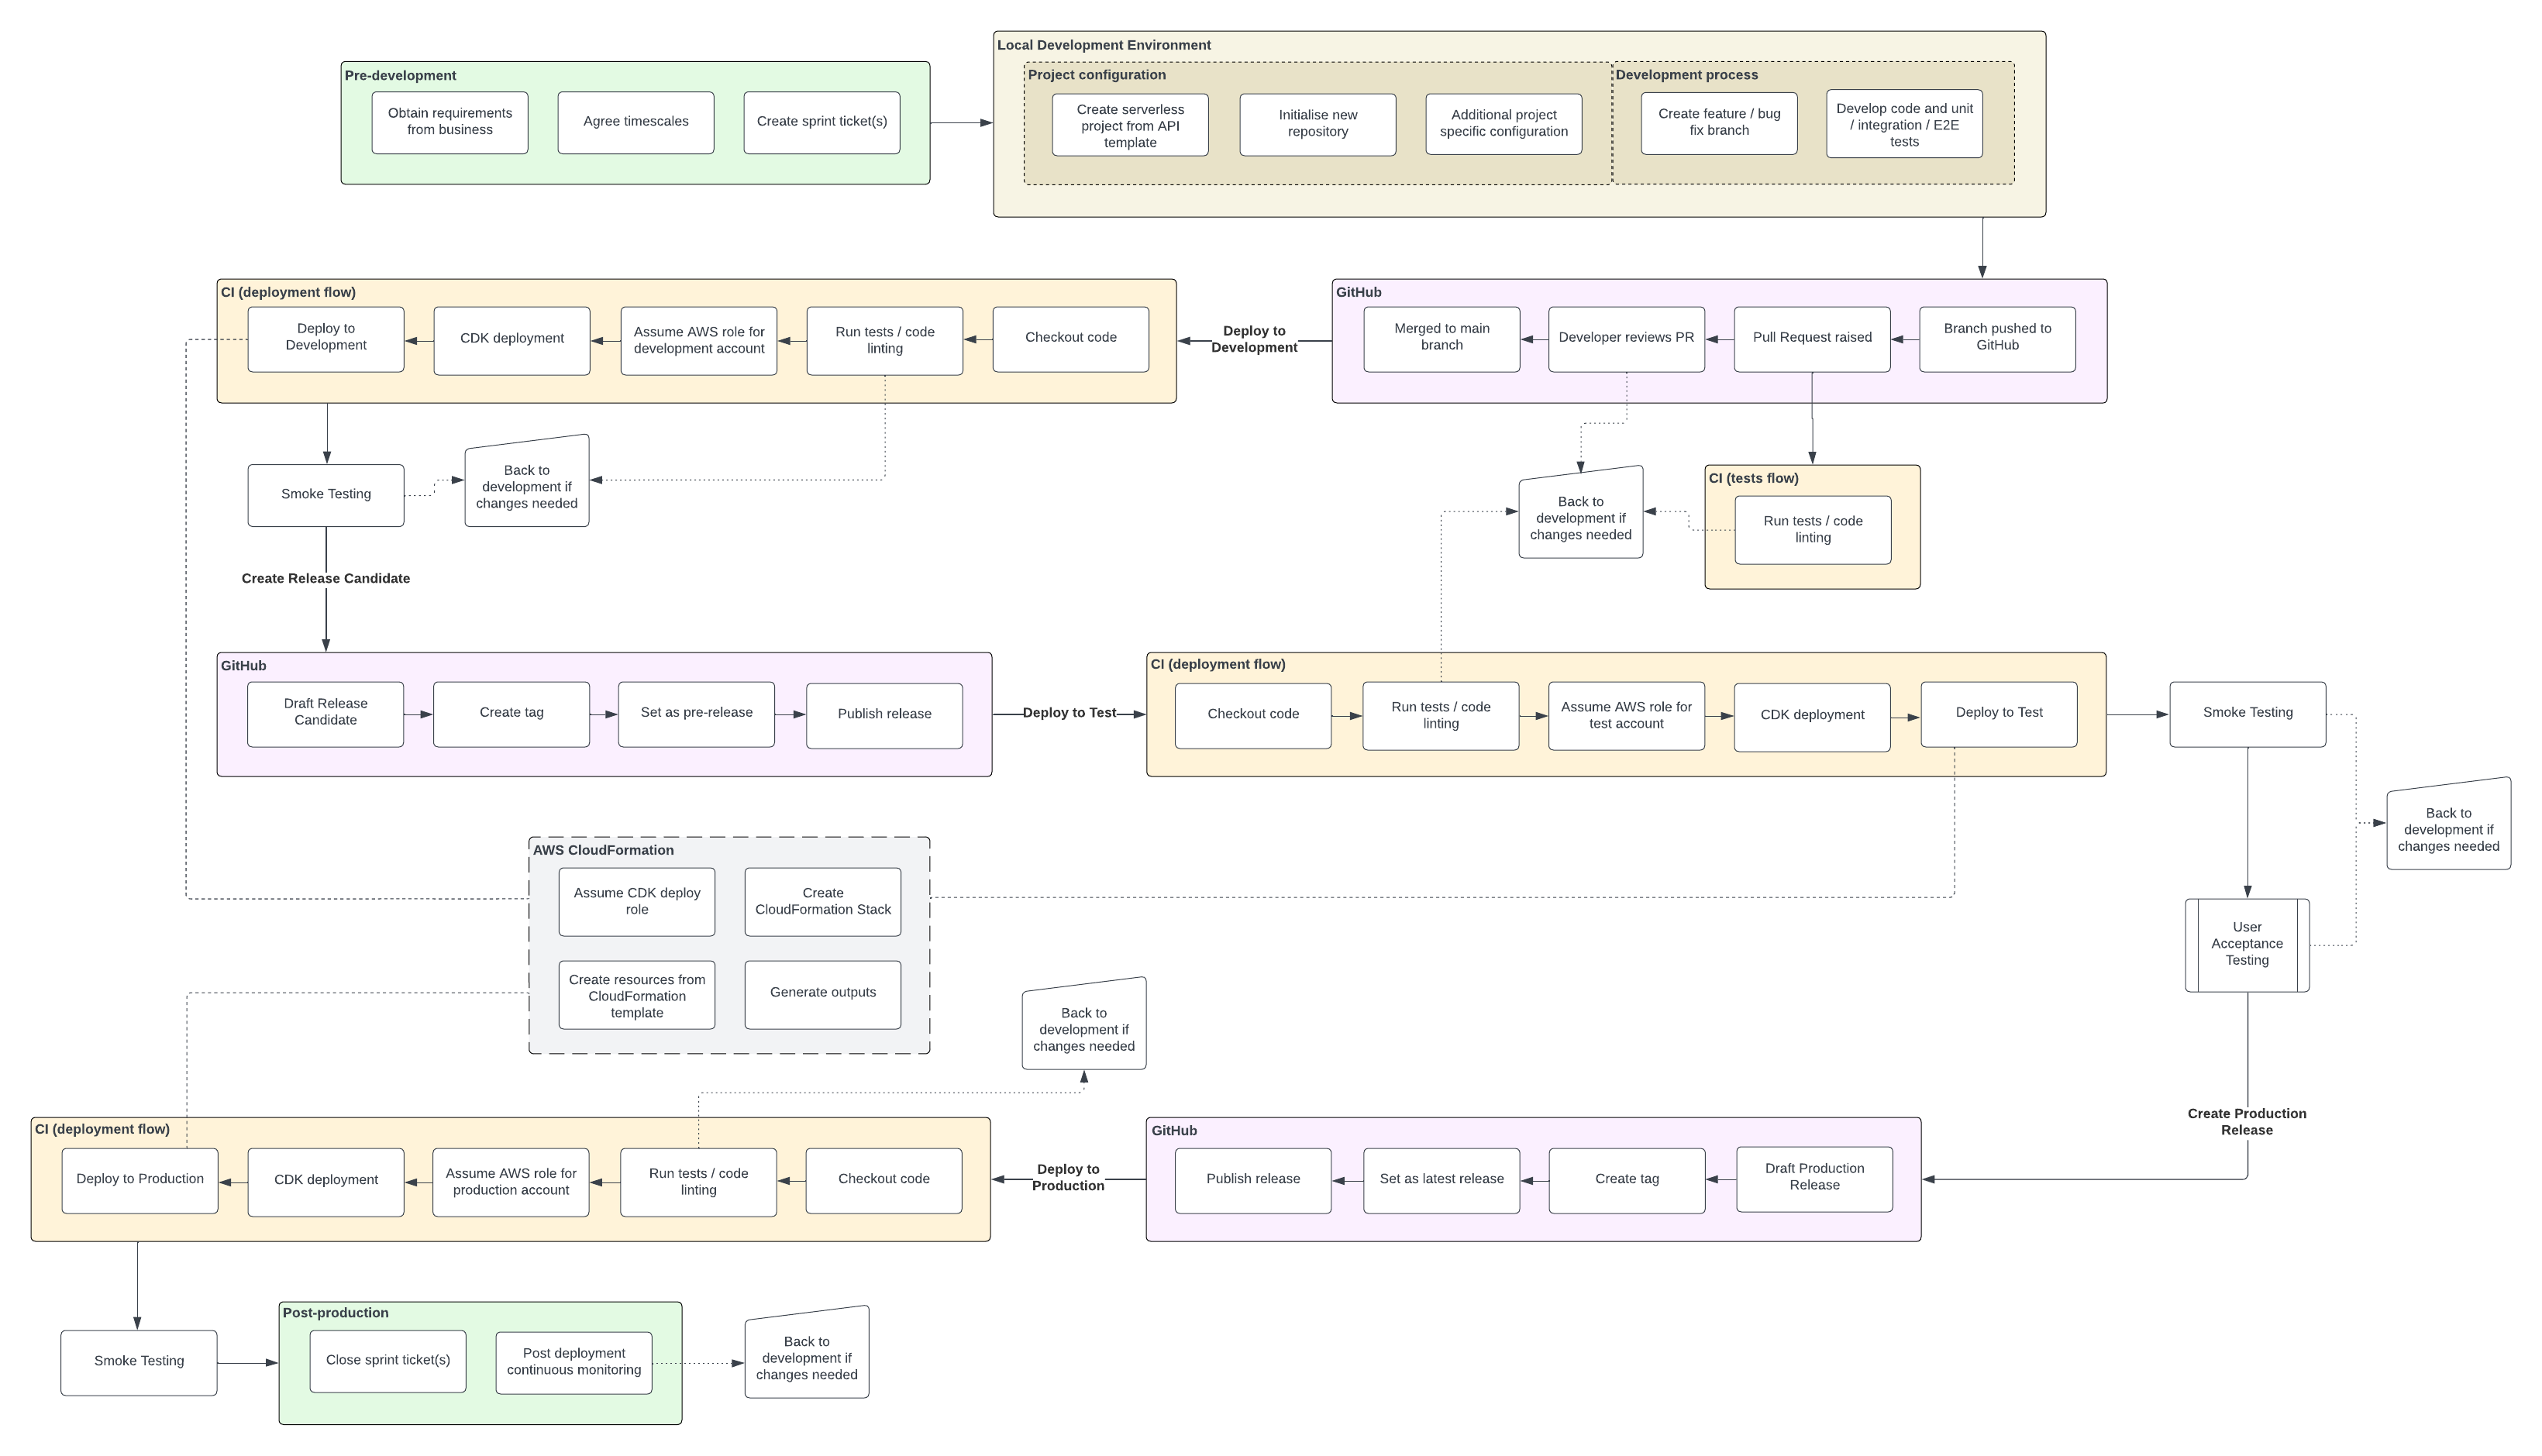 Local Development Environment
Pre-development
Obtain requirements
from business
Agree timescales
Create sprint ticket(s)
Project configuration
Create serverless
project from API
template
Initialise new
repository
Additional project
specific configuration
Development process
Create feature / bug
fix branch
Develop code and unit
/ integration / E2E
tests
CI (deployment flow)
Deploy to
Development
CDK deployment
Assume AWS role for
development account
Run tests / code
linting
Checkout code
Deploy to
Development
GitHub
Merged to main
branch
Developer reviews PR
Pull Request raised
Branch pushed to
GitHub
Smoke Testing
Back to
development if
changes needed
Back to
development if
changes needed
CI (tests flow)
Run tests / code
linting
Create Release Candidate
GitHub
Draft Release
Candidate
Create tag
Set as pre-release
Publish release
Deploy to Test
CI (deployment flow)
Checkout code
Run tests / code
linting
Assume AWS role for
test account
CDK deployment
Deploy to Test
Smoke Testing
Back to
development if
changes needed
AWS CloudFormation
Assume CDK deploy
role
Create
CloudFormation Stack
Create resources from
CloudFormation
template
Generate outputs
User
Acceptance
Testing
Back to
development if
changes needed
Create Production
Release
CI (deployment flow)
Deploy to Production
CDK deployment
Assume AWS role for
production account
Run tests / code
linting
Checkout code
Deploy to
Production
GitHub
Publish release
Set as latest release
Create tag
Draft Production
Release
Smoke Testing
Post-production
Close sprint ticket(s)
Post deployment
continuous monitoring
Back to
development if
changes needed